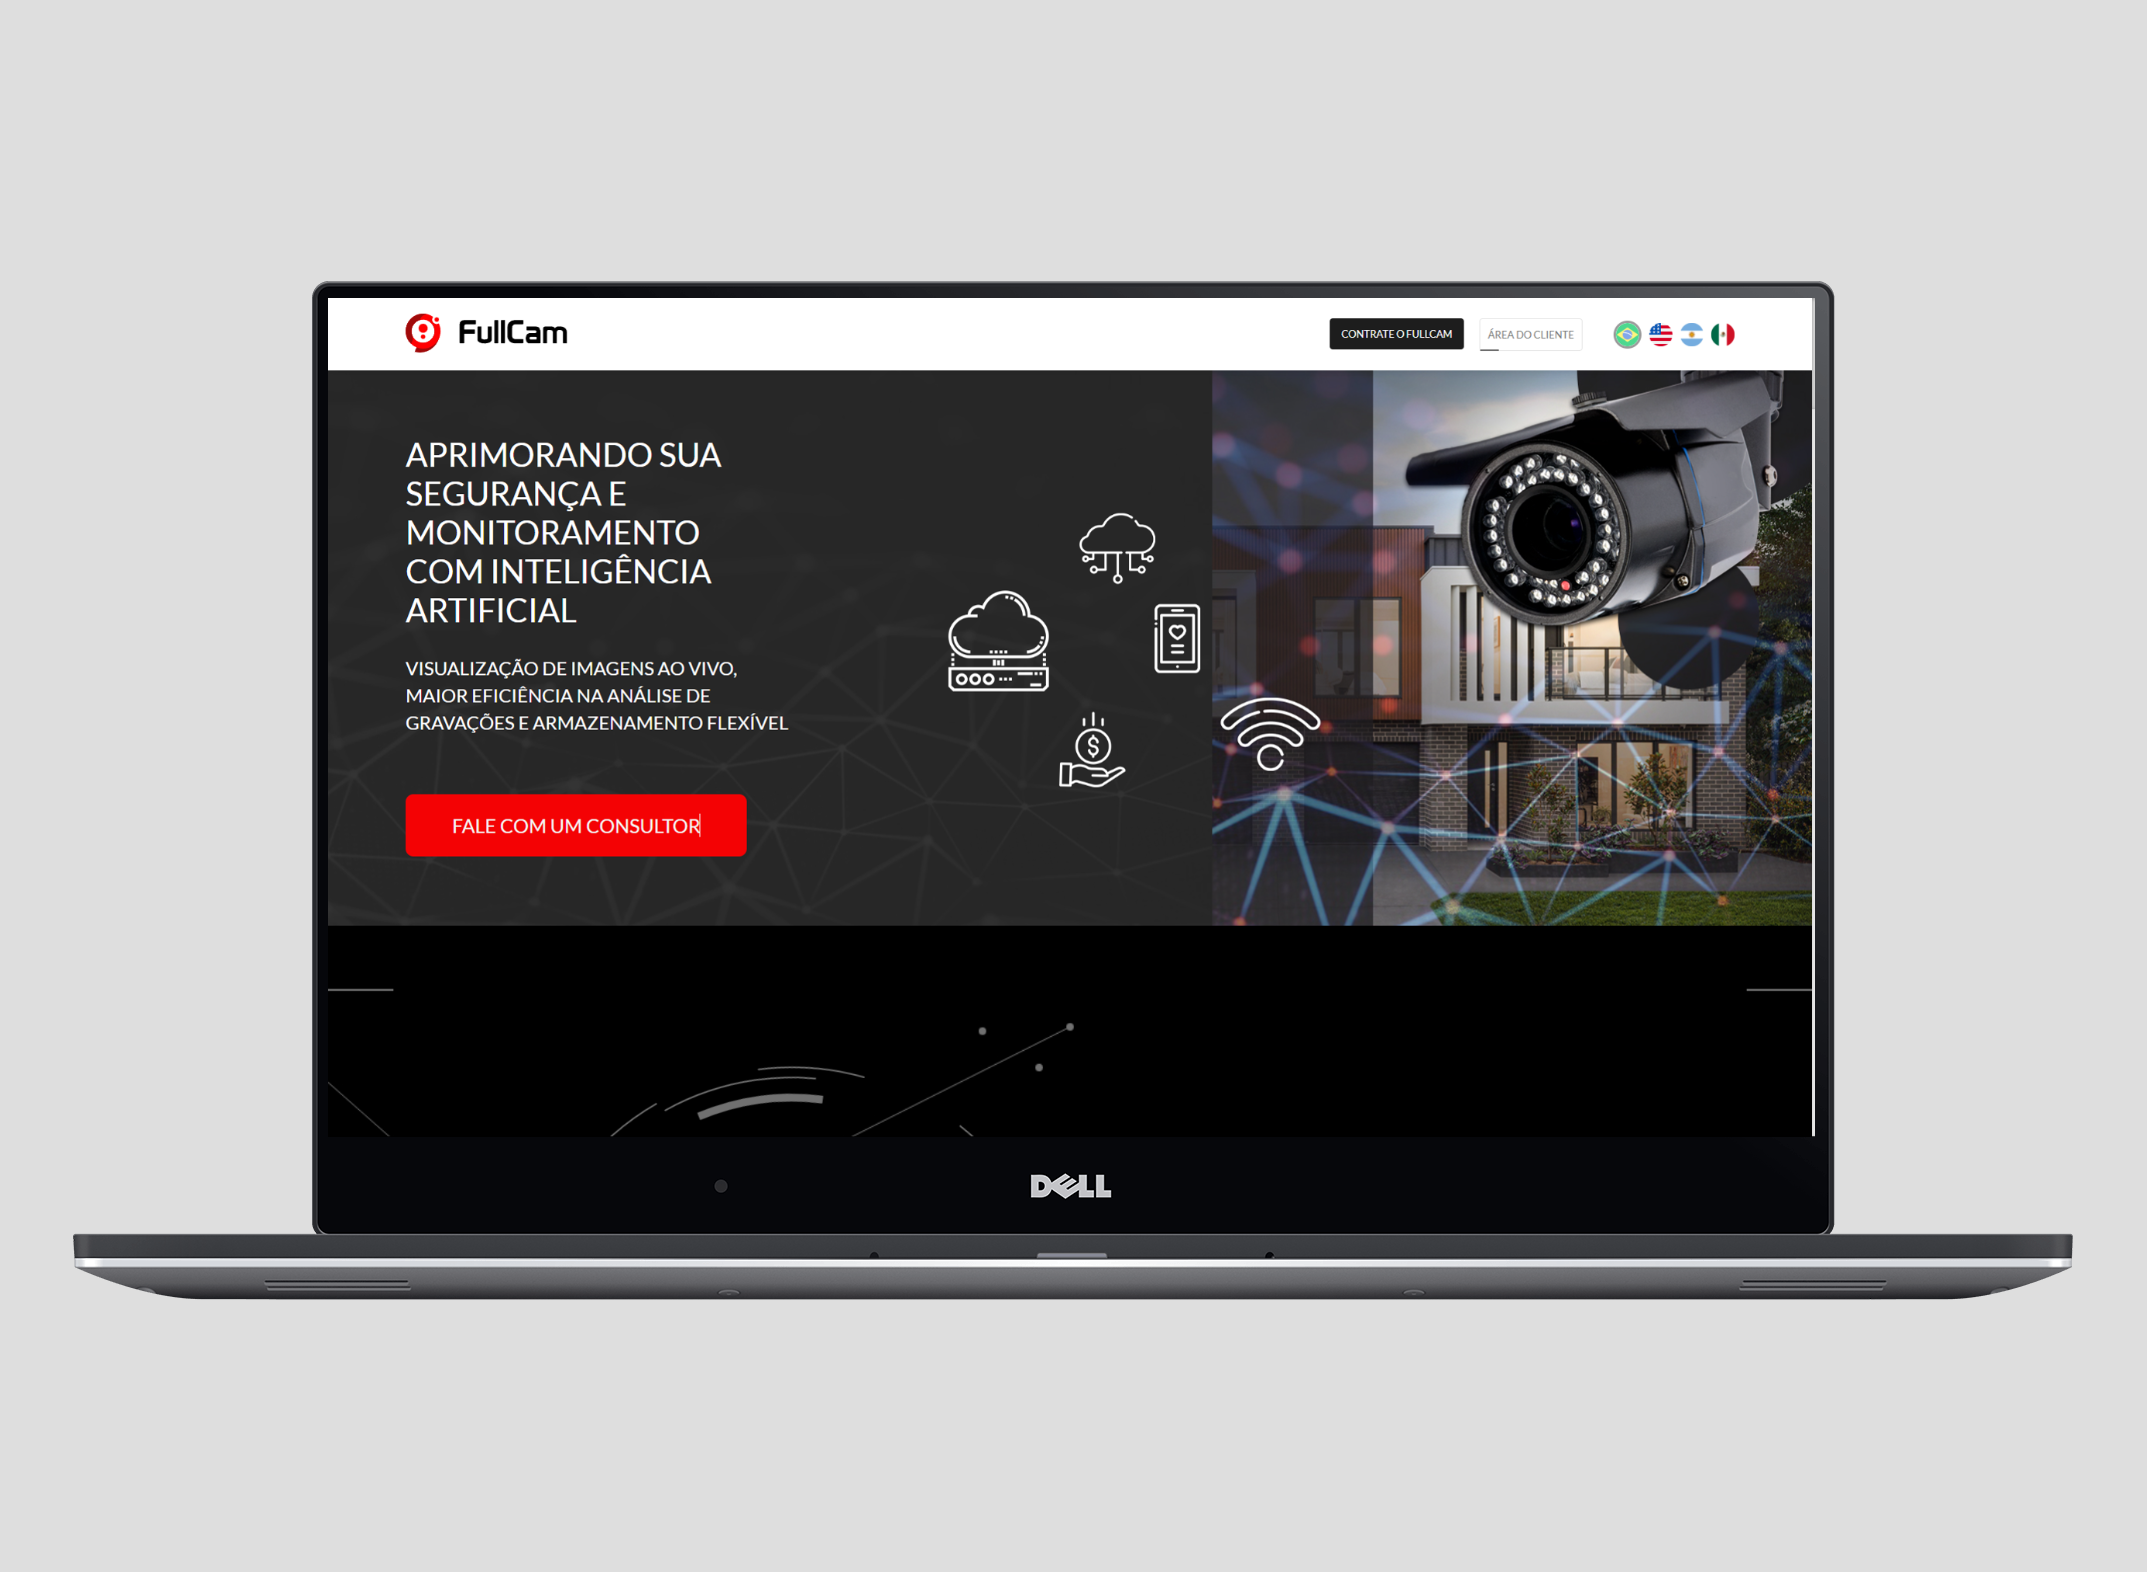 FullCam
CONTRATE O FULLCAM
ÁREA DO CLIENTE
APRIMORANDO SUA
SEGURANÇA E
MONITORAMENTO
COM INTELIGÊNCIA
ARTIFICIAL
VISUALIZAÇÃO DE IMAGENS AO VIVO,
MAIOR EFICIÊNCIA NA ANÁLISE DE
GRAVAÇÕES E ARMAZENAMENTO FLEXÍVEL
$
FALE COM UM CONSULTOR
DELL